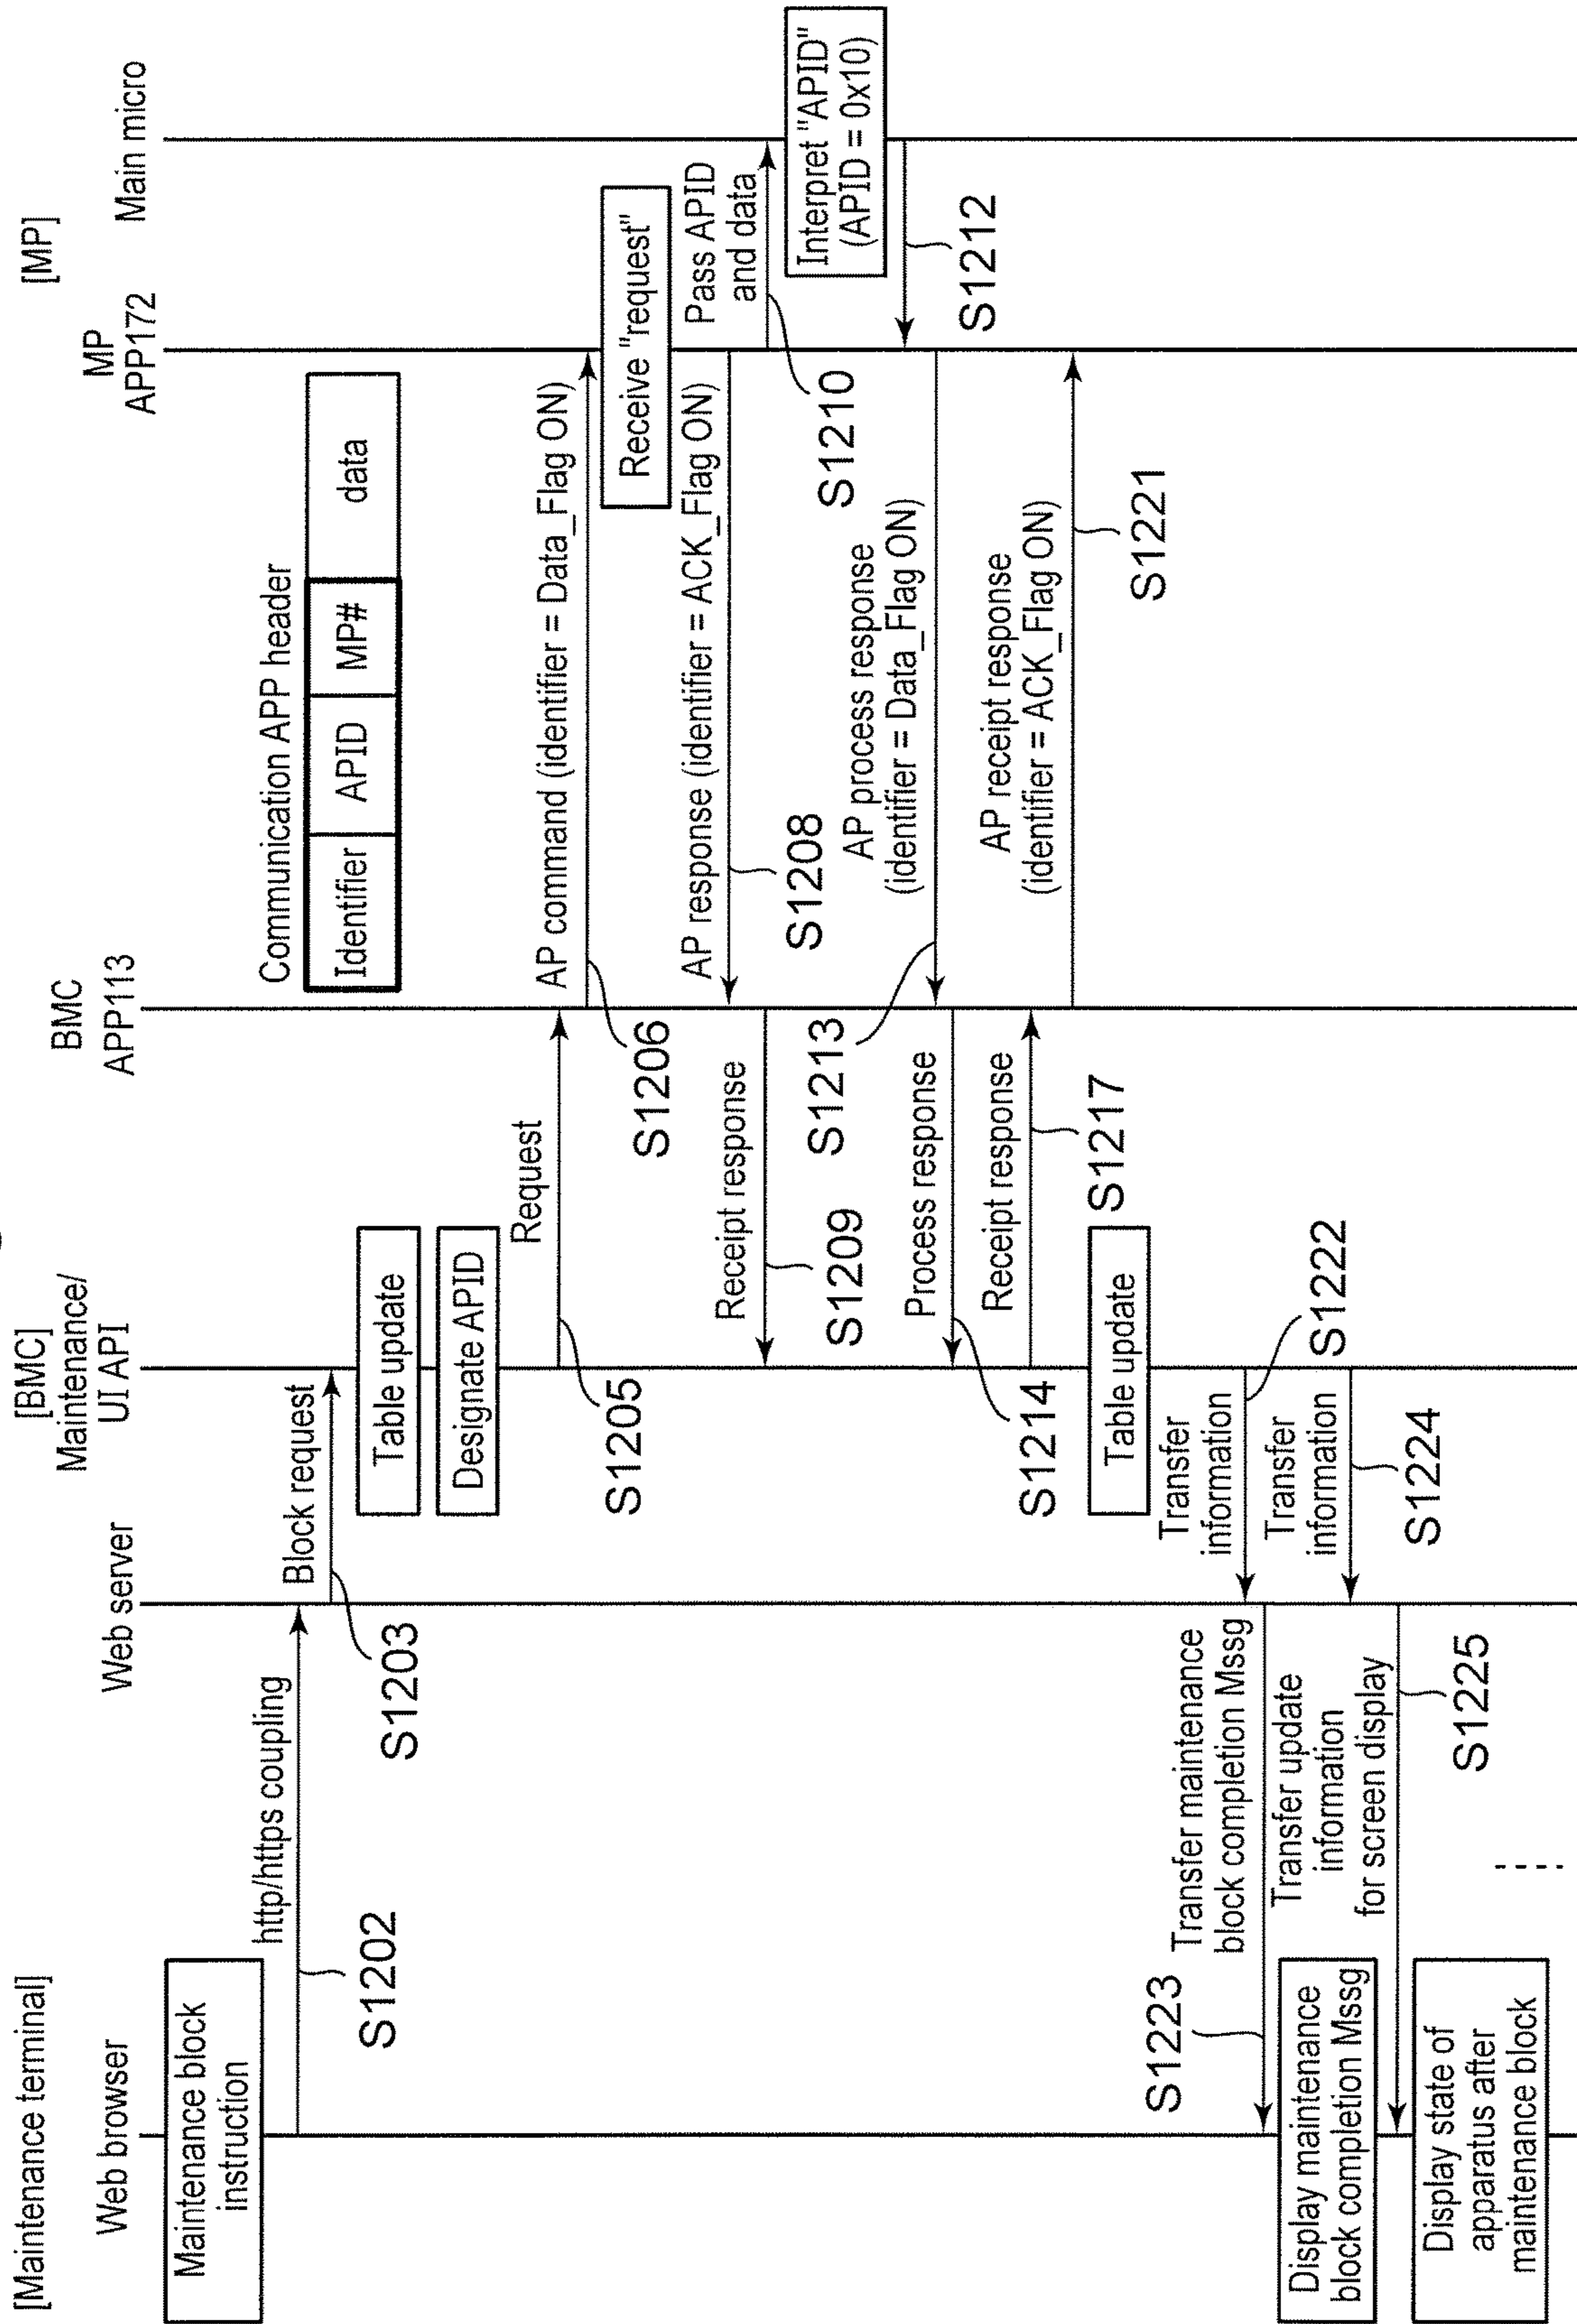 [Maintenance terminal]
Web browser
Web server
[BMC]
Maintenance/
UI API
BMC
APP113
MP
APP172
[MP]
Main micro
Maintenance block
instruction
http/https coupling
S1202
Block request
S1203
Table update
Designate APID
Communication APP header
Identifier
APID
MP#
data
Request
S1205
AP command (identifier = Data_Flag ON)
S1206
Receive "request"
AP response (identifier = ACK_Flag ON)
S1208
Receipt response
S1209
Pass APID
and data
S1210
Interpret "APID"
(APID = 0x10)
S1212
AP process response
(identifier = Data_Flag ON)
S1213
Process response
S1214
Receipt response
S1217
AP receipt response
(identifier = ACK_Flag ON)
S1221
Table update
Transfer
information
S1222
Transfer maintenance
block completion Mssg
S1223
Display maintenance
block completion Mssg
Transfer
information
S1224
Transfer update
information
for screen display
S1225
Display state of
apparatus after
maintenance block